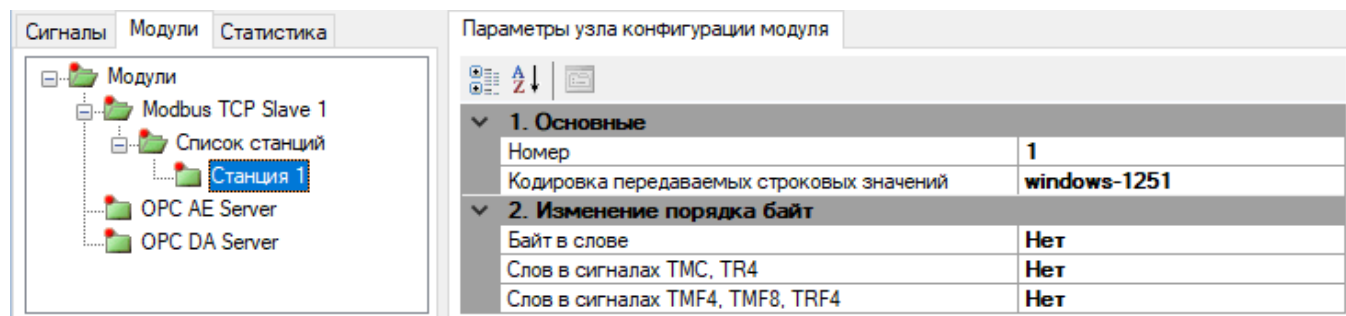 Сигналы Модули Статистика
Модули
Modbus TCP Slave 1
Список станций
Станция 1
OPC AE Server
OPC DA Server
Параметры узла конфигурации модуля
1. Основные
Номер 1
Кодировка передаваемых строковых значений windows-1251
2. Изменение порядка байт
Байт в слове Нет
Слов в сигналах TMC, TR4 Нет
Слов в сигналах TMF4, TMF8, TRF4 Нет